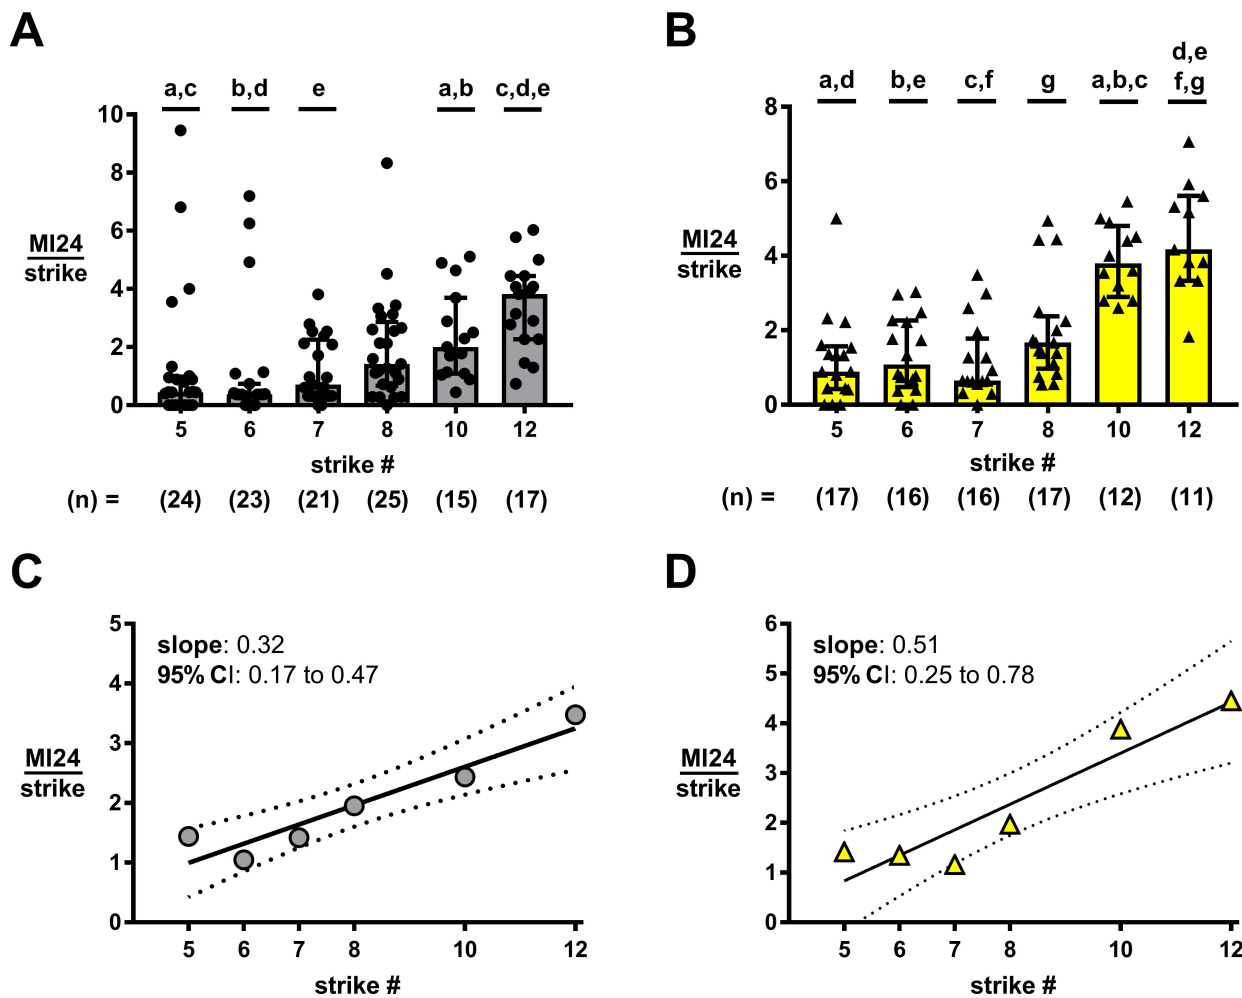 A
a,c b,d e a,b c,d,e
10
8
6
4
2
0
MI24
strike
5 6 7 8 10 12
strike #
(n) = (24) (23) (21) (25) (15) (17)
B
d,e
a,d b,e c,f g a,b,c f,g
8
6
4
2
0
MI24
strike
5 6 7 8 10 12
strike #
(n) = (17) (16) (16) (17) (12) (11)
C
slope: 0.32
95% CI: 0.17 to 0.47
5
4
3
2
1
0
MI24
strike
5 6 7 8 10 12
strike #
D
slope: 0.51
95% CI: 0.25 to 0.78
6
5
4
3
2
1
0
MI24
strike
5 6 7 8 10 12
strike #